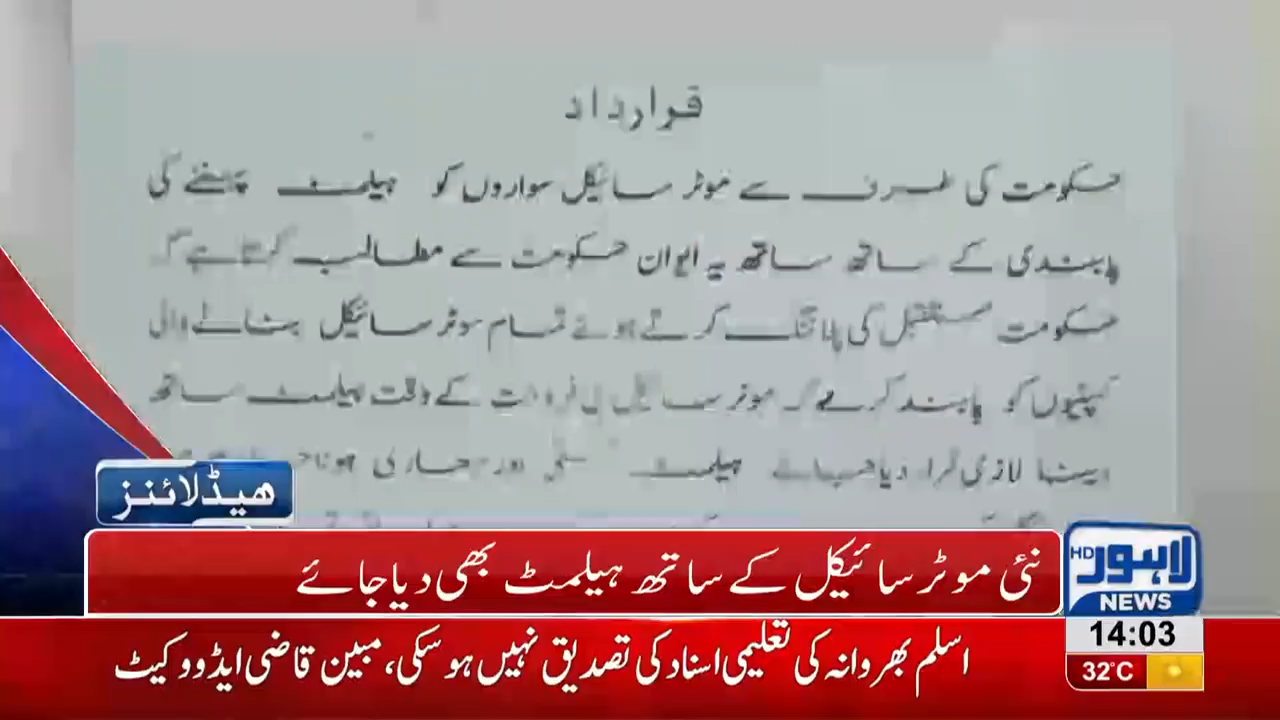 قرارداد
حکومت کی طرف سے موٹر سائیکل سواروں کو ہیلمٹ پہننے کی
پابندی کے ساتھ ساتھ یہ ایوان حکومت سے مطالبہ کرتا ہے کہ
حکومت مستقبل کی پلاننگ کرتے ہوئے تمام موٹر سائیکل بنانے والی
کمپنیوں کو پابند کرے کہ موٹر سائیکل کی فروخت کے وقت ہیلمٹ ساتھ
دینا لازمی قرار دیا جائے ہیلمٹ
ہیڈلائنز
نئی موٹر سائیکل کے ساتھ ہیلمٹ بھی دیا جائے
HD لاہور
NEWS
14:03
32°C
اسلم بھروانہ کی تعلیمی اسناد کی تصدیق نہیں ہو سکی، مبین قاضی ایڈووکیٹ